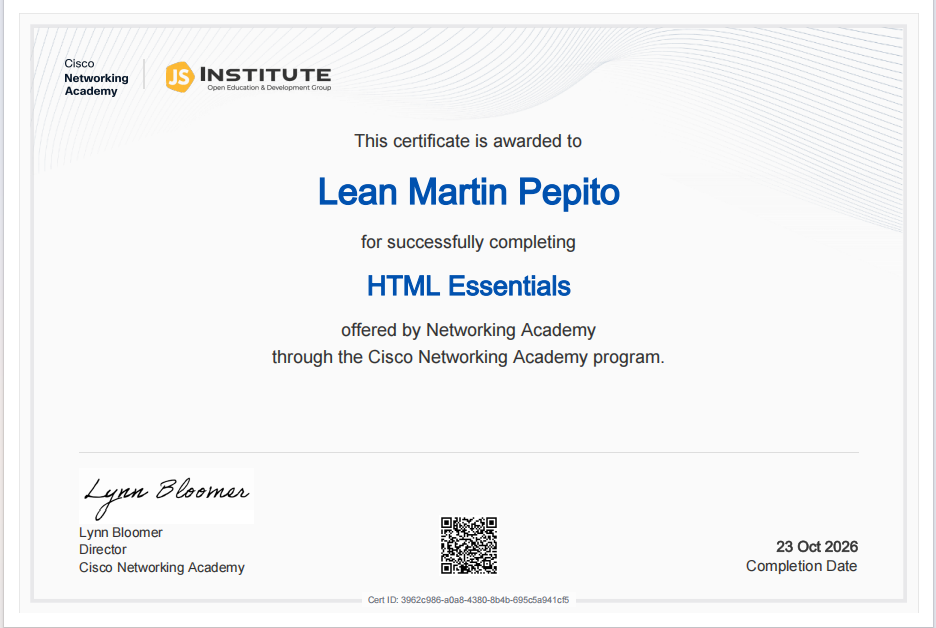 Cisco
Networking
Academy
JS INSTITUTE
Open Education & Development Group
This certificate is awarded to
Lean Martin Pepito
for successfully completing
HTML Essentials
offered by Networking Academy
through the Cisco Networking Academy program.
Lynn Bloomer
Lynn Bloomer
Director
Cisco Networking Academy
23 Oct 2026
Completion Date
Cert ID: 3962c986-a0a8-4380-8b4b-695c5a941cf5